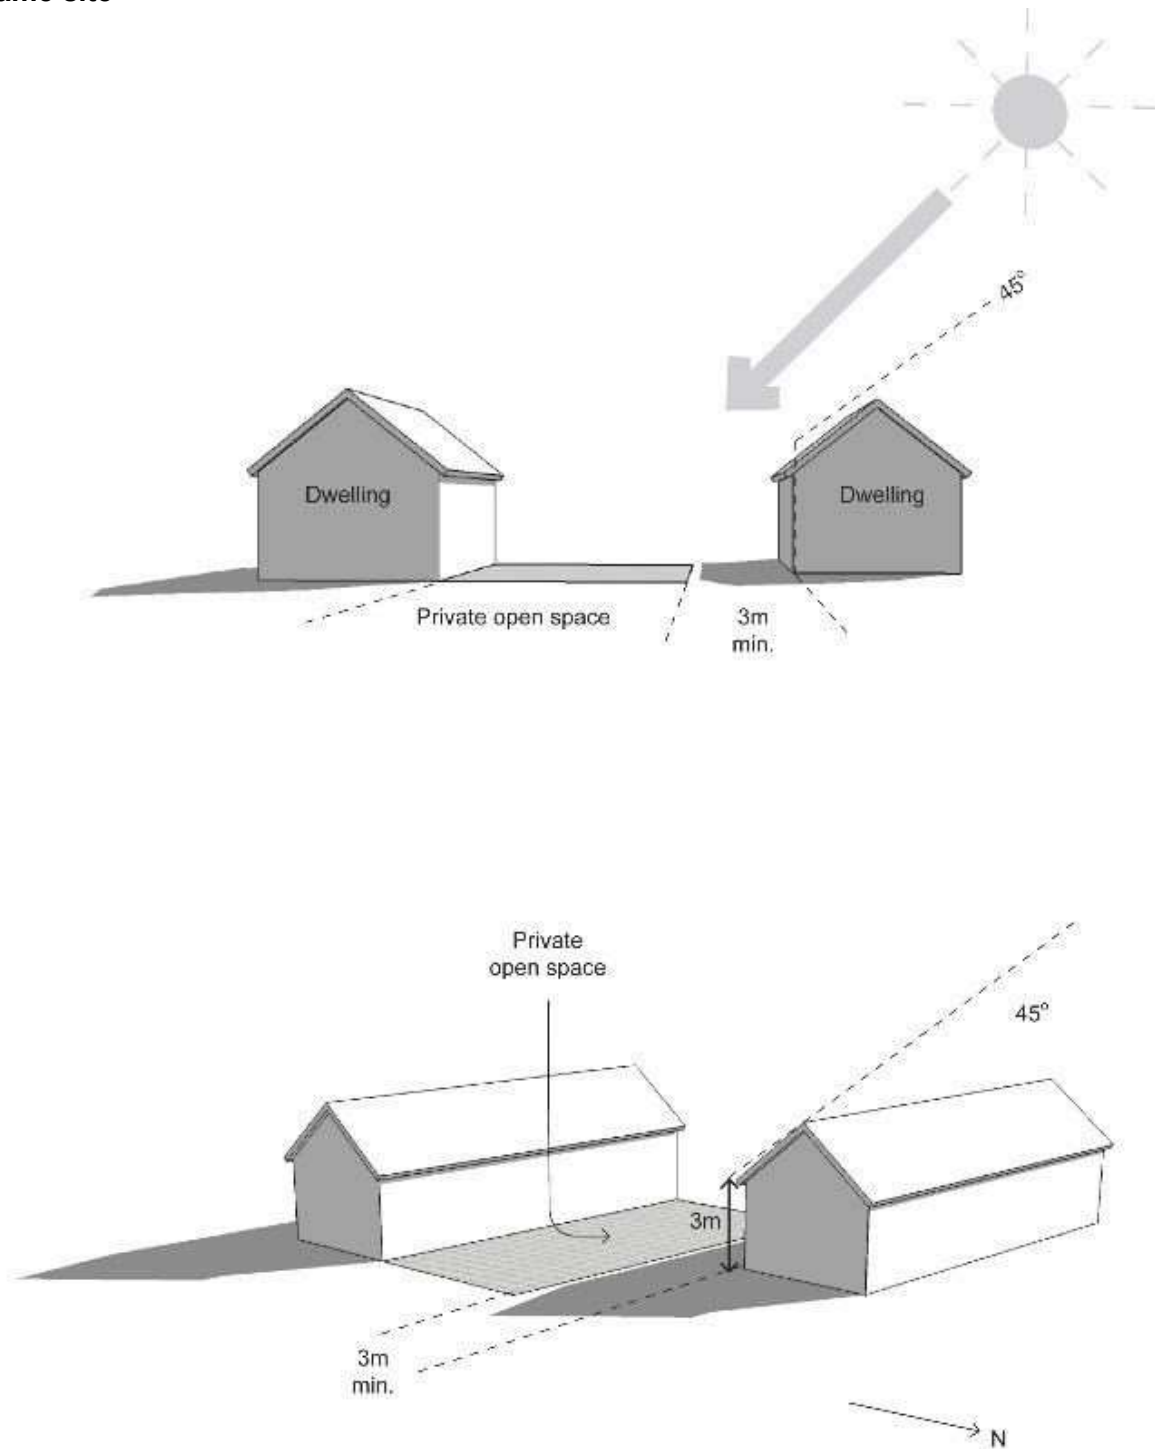 45°
Dwelling
Dwelling
Private open space
3m
min.
Private
open space
45°
3m
3m
min.
N